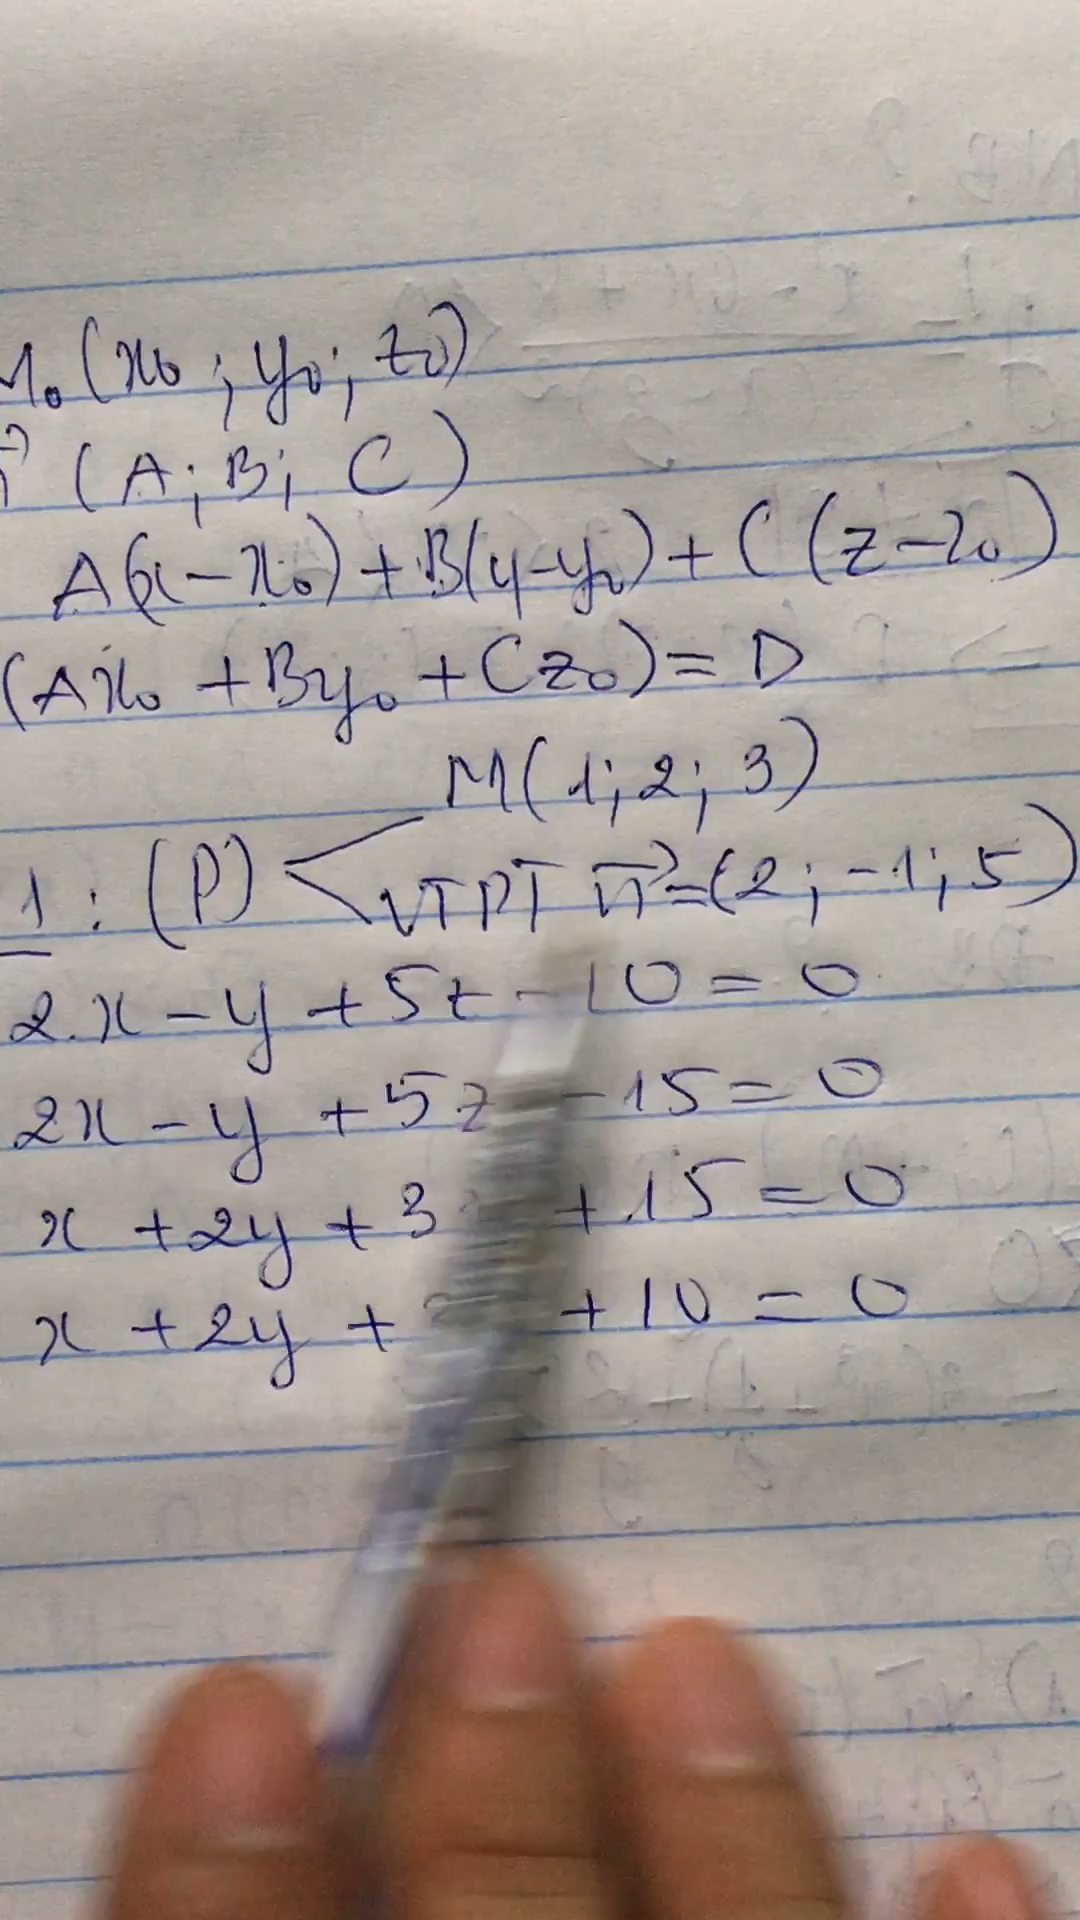 M₀(x₀; y₀; z₀)
(A; B; C)
A(x-x₀)+B(y-y₀)+C(z-z₀)
(Ax₀ +By₀ +Cz₀)= D
M(1; 2; 3)
1 : (P) VTPT n⃗=(2; -1; 5)
2.x - y + 5z - 10 = 0
2x - y + 5z - 15 = 0
x + 2y + 3 + 15 = 0
x + 2y + + 10 = 0